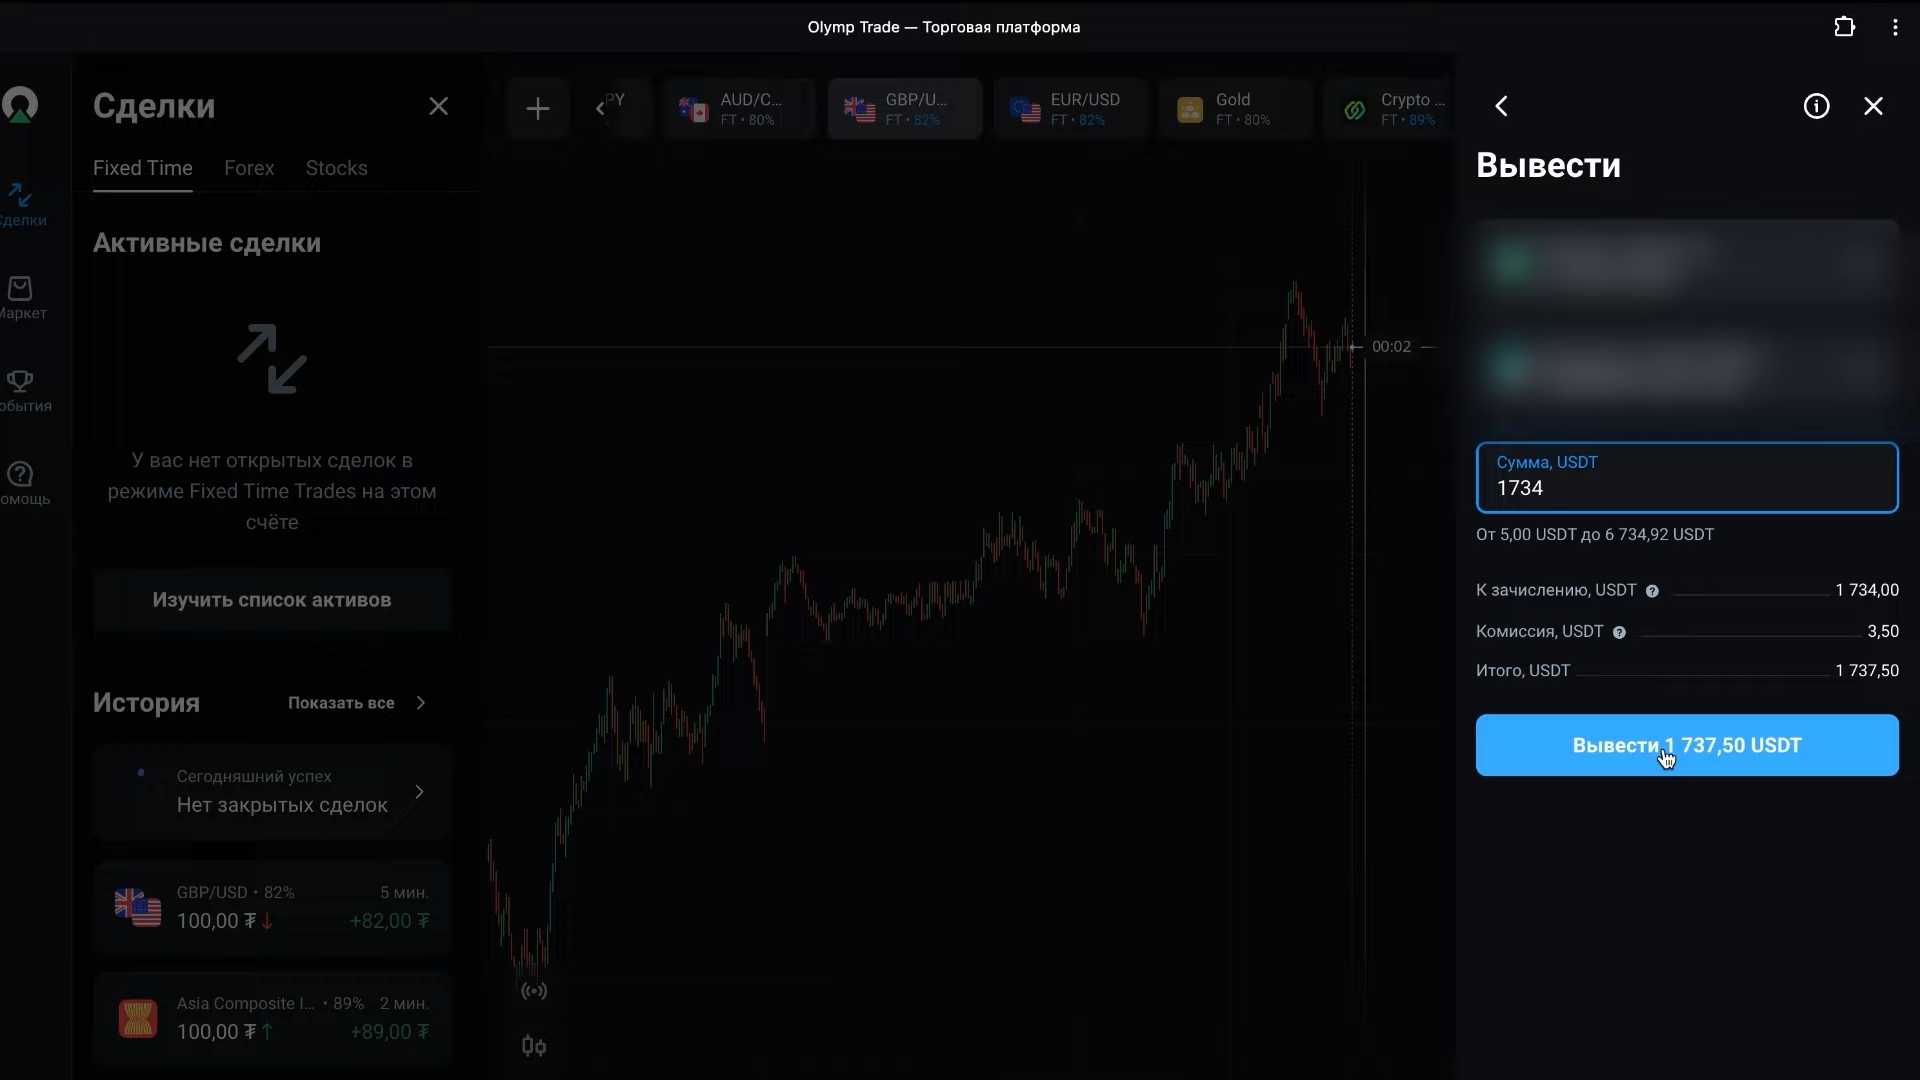 Olymp Trade — Торговая платформа
Сделки
Fixed Time
Forex
Stocks
Активные сделки
У вас нет открытых сделок в
режиме Fixed Time Trades на этом
счёте
Изучить список активов
История
Показать все
Сегодняшний успех
Нет закрытых сделок
GBP/USD • 82%
5 мин.
100,00 ₮ ↓
+82,00 ₮
Asia Composite I... • 89%
2 мин.
100,00 ₮ ↑
+89,00 ₮
Сделки
Маркет
обытия
омощь
PY
AUD/C...
FT • 80%
GBP/U...
FT • 82%
EUR/USD
FT • 82%
Gold
FT • 80%
Crypto ...
FT • 89%
00:02
Вывести
Сумма, USDT
1734
От 5,00 USDT до 6 734,92 USDT
К зачислению, USDT
1 734,00
Комиссия, USDT
3,50
Итого, USDT
1 737,50
Вывести 1 737,50 USDT